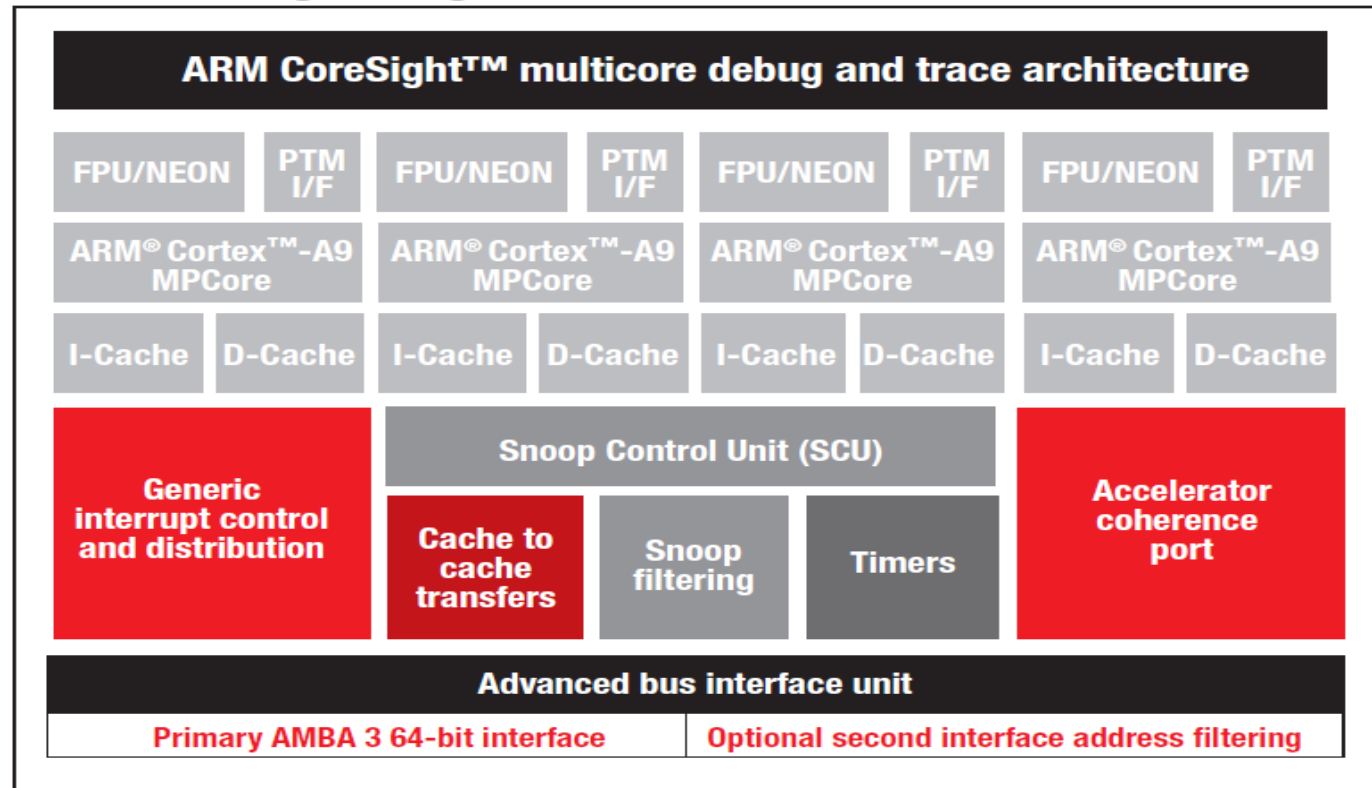 ARM CoreSight™ multicore debug and trace architecture
FPU/NEON
PTM
I/F
FPU/NEON
PTM
I/F
FPU/NEON
PTM
I/F
FPU/NEON
PTM
I/F
ARM® Cortex™-A9
MPCore
ARM® Cortex™-A9
MPCore
ARM® Cortex™-A9
MPCore
ARM® Cortex™-A9
MPCore
I-Cache
D-Cache
I-Cache
D-Cache
I-Cache
D-Cache
I-Cache
D-Cache
Generic
interrupt control
and distribution
Snoop Control Unit (SCU)
Cache to
cache
transfers
Snoop
filtering
Timers
Accelerator
coherence
port
Advanced bus interface unit
Primary AMBA 3 64-bit interface
Optional second interface address filtering